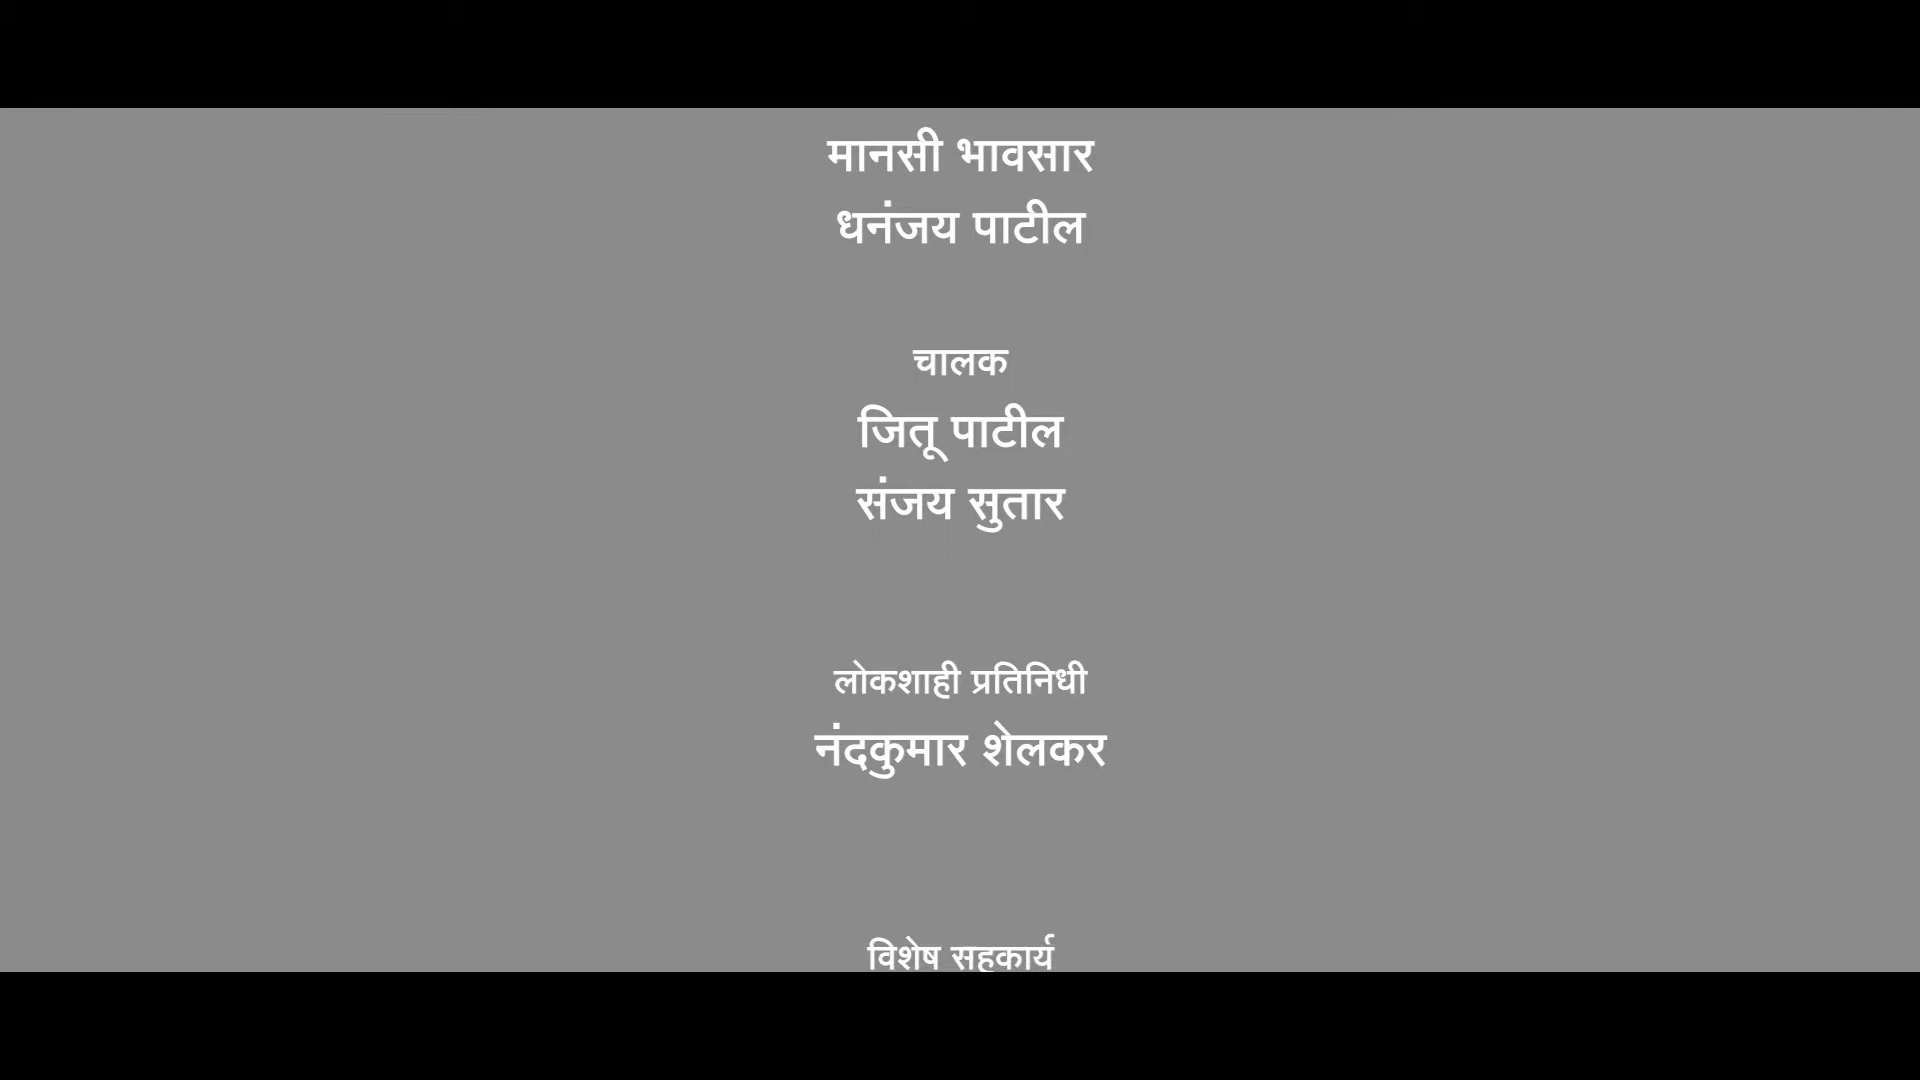 मानसी भावसार
धनंजय पाटील
चालक
जितू पाटील
संजय सुतार
लोकशाही प्रतिनिधी
नंदकुमार शेलकर
विशेष सहकार्य